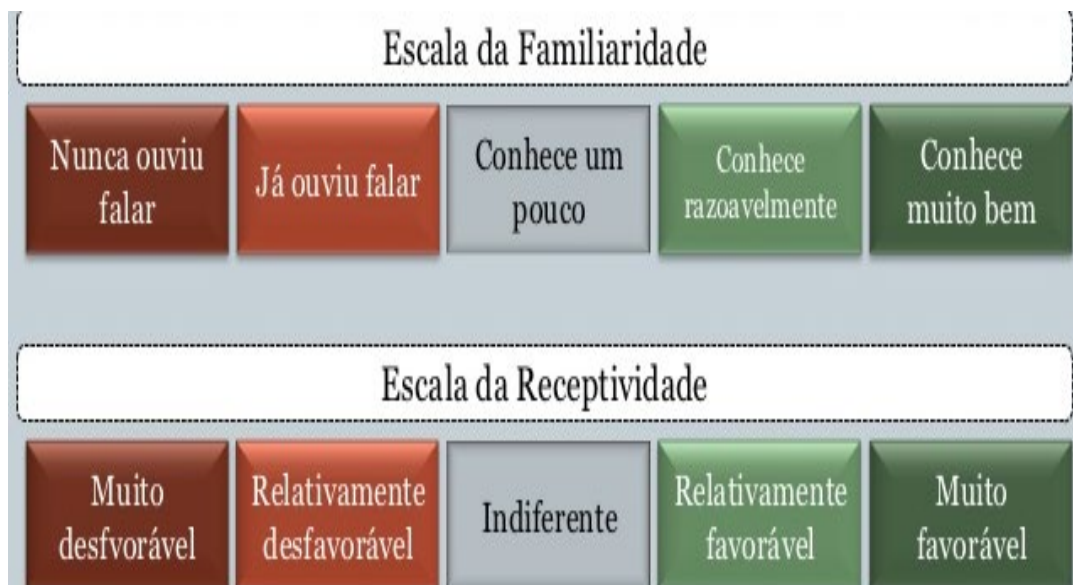 Escala da Familiaridade
Nunca ouviu
falar
Já ouviu falar
Conhece um
pouco
Conhece
razoavelmente
Conhece
muito bem
Escala da Receptividade
Muito
desfvorável
Relativamente
desfavorável
Indiferente
Relativamente
favorável
Muito
favorável